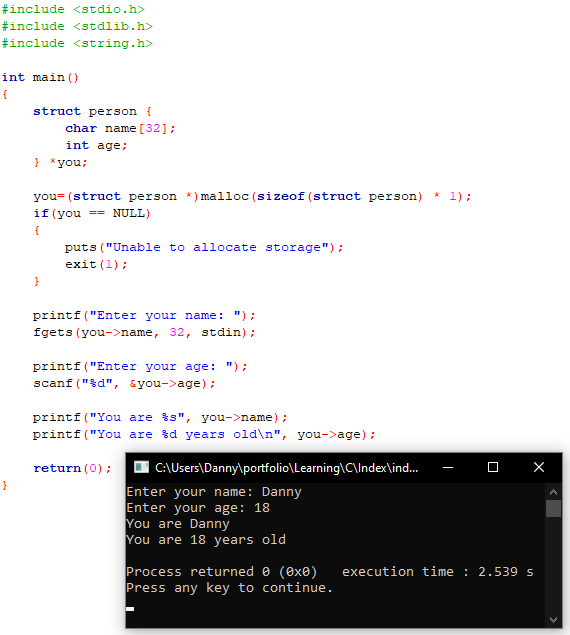 #include <stdio.h>
#include <stdlib.h>
#include <string.h>

int main()
{
    struct person {
        char name[32];
        int age;
    } *you;

    you=(struct person *)malloc(sizeof(struct person) * 1);
    if(you == NULL)
    {
        puts("Unable to allocate storage");
        exit(1);
    }

    printf("Enter your name: ");
    fgets(you->name, 32, stdin);

    printf("Enter your age: ");
    scanf("%d", &you->age);

    printf("You are %s", you->name);
    printf("You are %d years old\n", you->age);

    return(0);
}
C:\Users\Danny\portfolio\Learning\C\Index\ind...
Enter your name: Danny
Enter your age: 18
You are Danny
You are 18 years old

Process returned 0 (0x0)   execution time : 2.539 s
Press any key to continue.